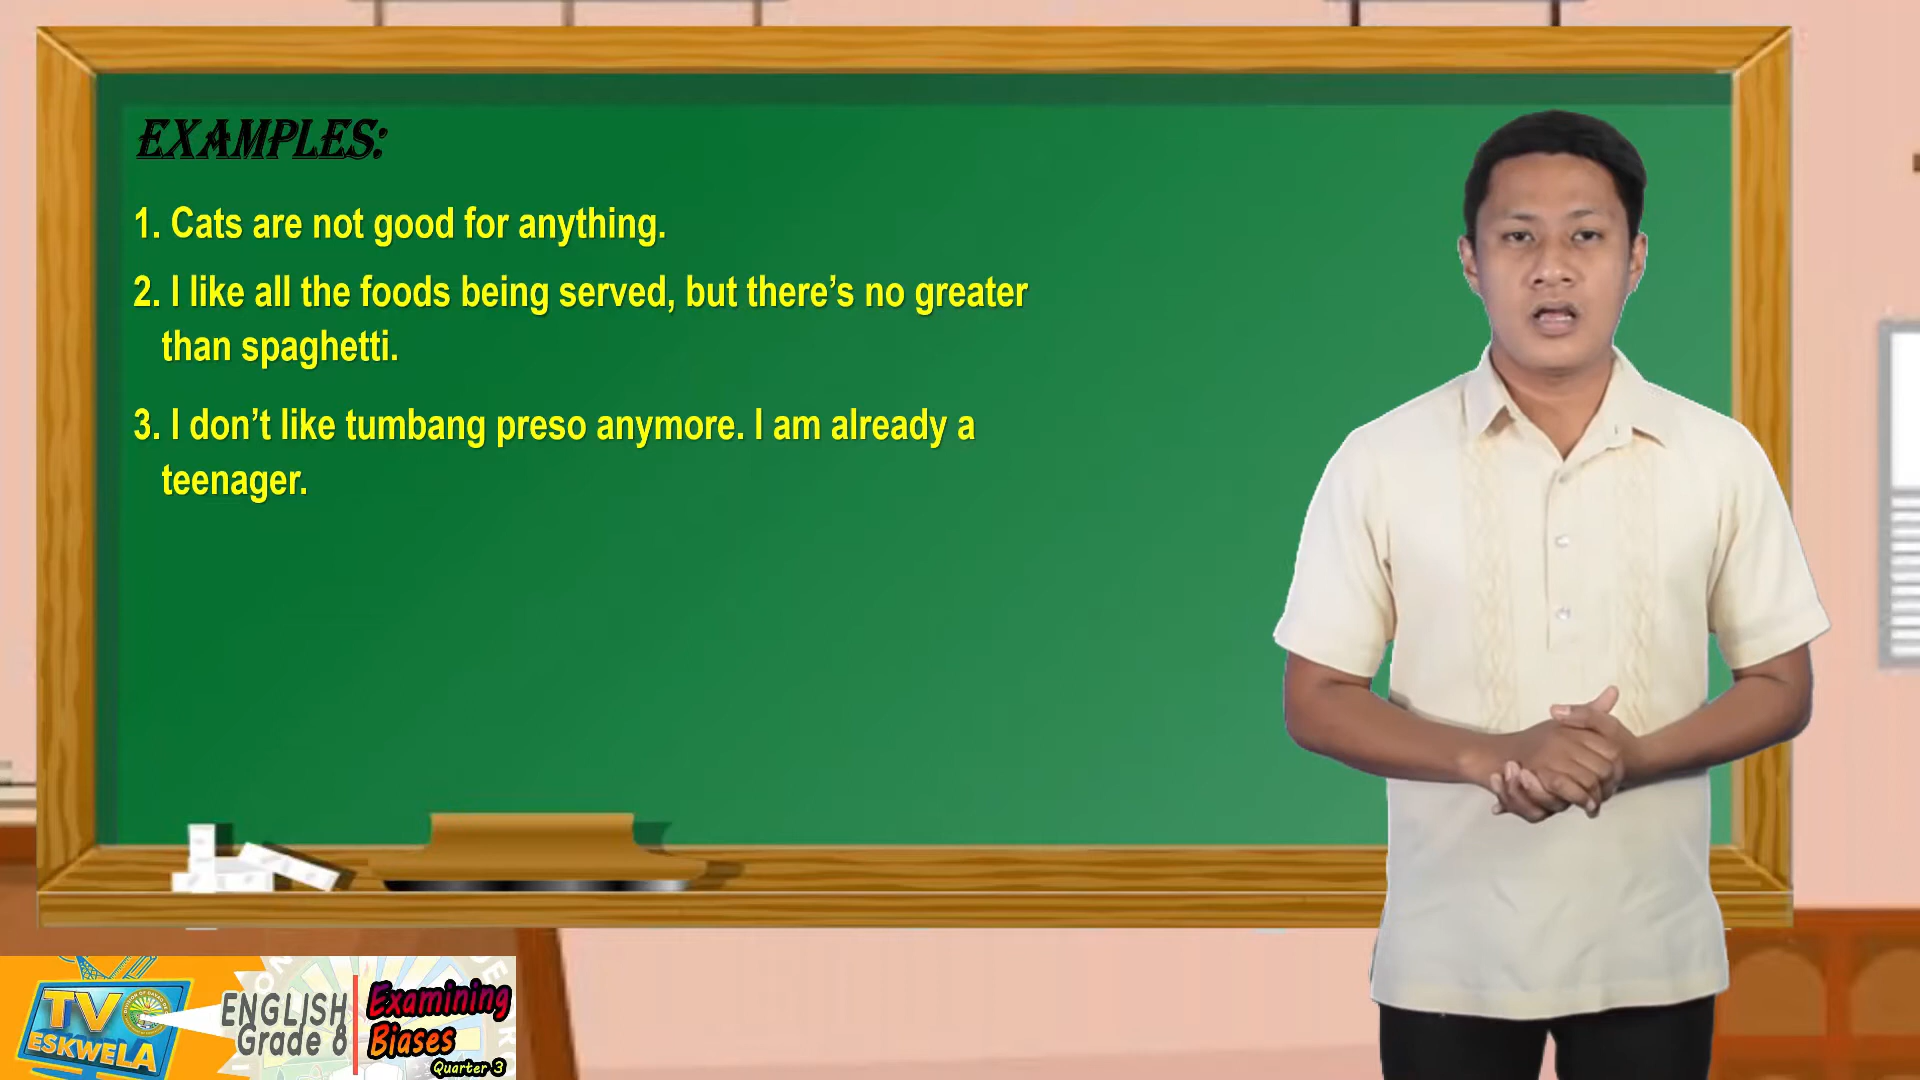 EXAMPLES:
1. Cats are not good for anything.
2. I like all the foods being served, but there’s no greater
than spaghetti.
3. I don’t like tumbang preso anymore. I am already a
teenager.
TV
ESKWELA
ENGLISH
Grade 8
Examining
Biases
Quarter 3